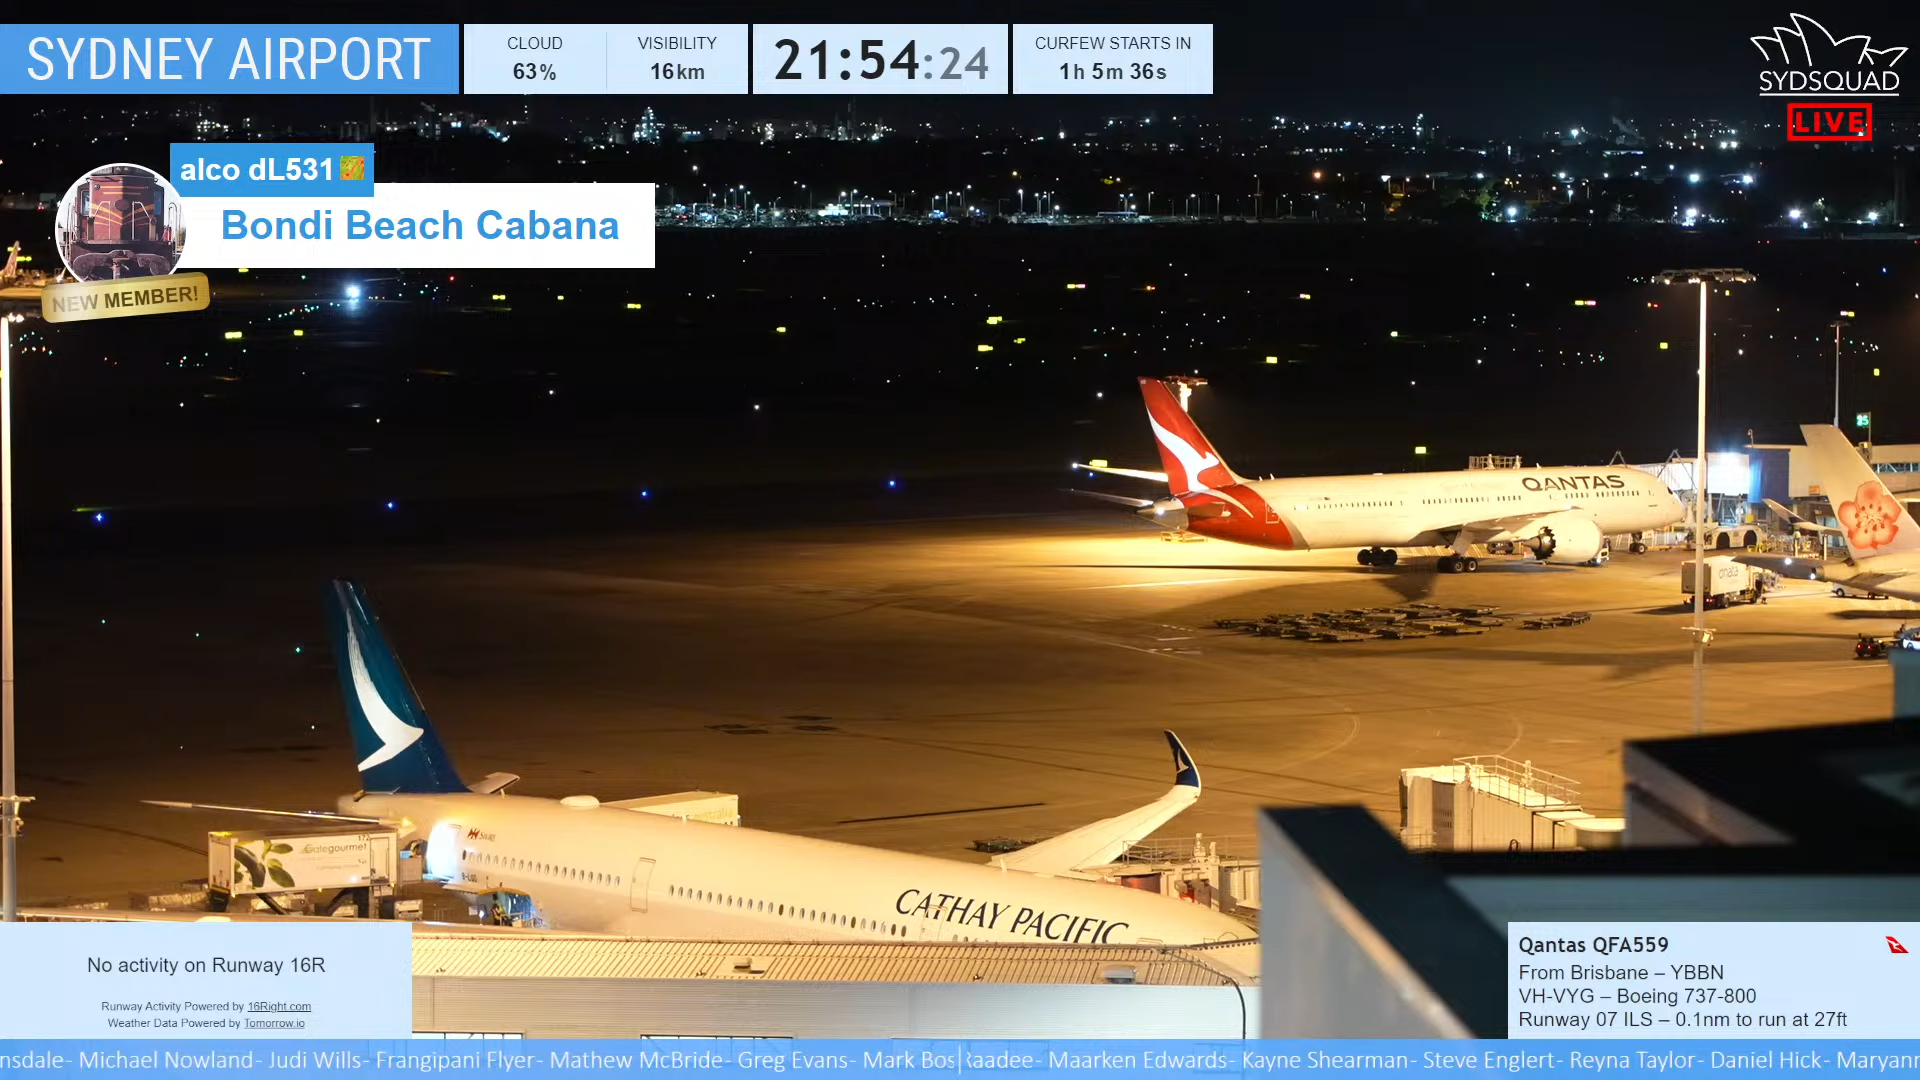 SYDNEY AIRPORT
CLOUD
63%
VISIBILITY
16km
21:54:24
CURFEW STARTS IN
1h 5m 36s
SYDSQUAD
LIVE
alco dL531
Bondi Beach Cabana
NEW MEMBER!
QANTAS
dnata
35
Swire
Gategourmet
CATHAY PACIFIC
No activity on Runway 16R
Runway Activity Powered by 16Right.com
Weather Data Powered by Tomorrow.io
Qantas QFA559
From Brisbane – YBBN
VH-VYG – Boeing 737-800
Runway 07 ILS – 0.1nm to run at 27ft
nsdale- Michael Nowland- Judi Wills- Frangipani Flyer- Mathew McBride- Greg Evans- Mark Bos Raadee- Maarken Edwards- Kayne Shearman- Steve Englert- Reyna Taylor- Daniel Hick- Maryann